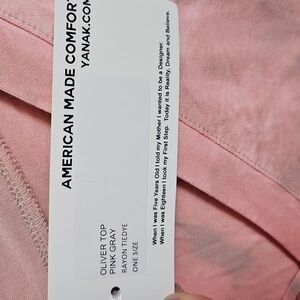 AMERICAN MADE COMFORT
YANAK.COM
When I was Five Years Old I told my Mother I wanted to be a Designer.
When I was Eighteen I took my First Step. Today it is Reality, Dream and Believe.
OLIVER TOP
PINK GRAY
RAYON TIEDYE
ONE SIZE